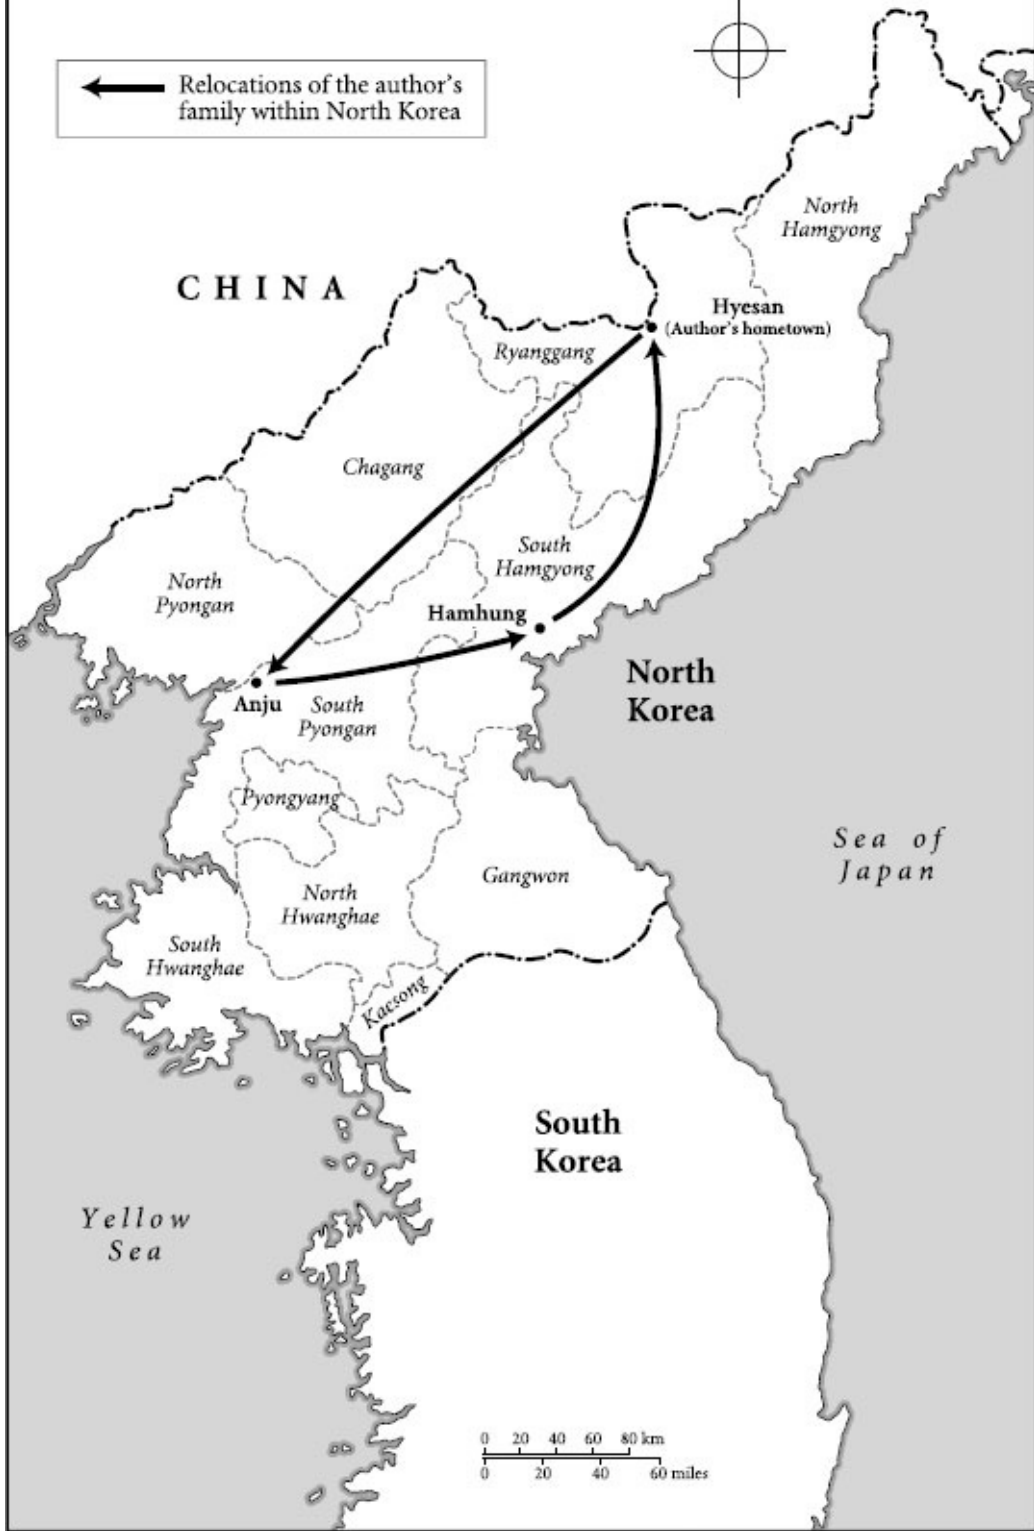 Relocations of the author's
family within North Korea
North
Hamgyong
CHINA
Hyesan
(Author's hometown)
Ryanggang
Chagang
South
Hamgyong
North
Pyongan
Hamhung
North
Korea
Anju
South
Pyongan
Pyongyang
Sea of
Japan
Gangwon
North
Hwanghae
South
Hwanghae
Kaesong
South
Korea
Yellow
Sea
0 20 40 60 80 km
0 20 40 60 miles